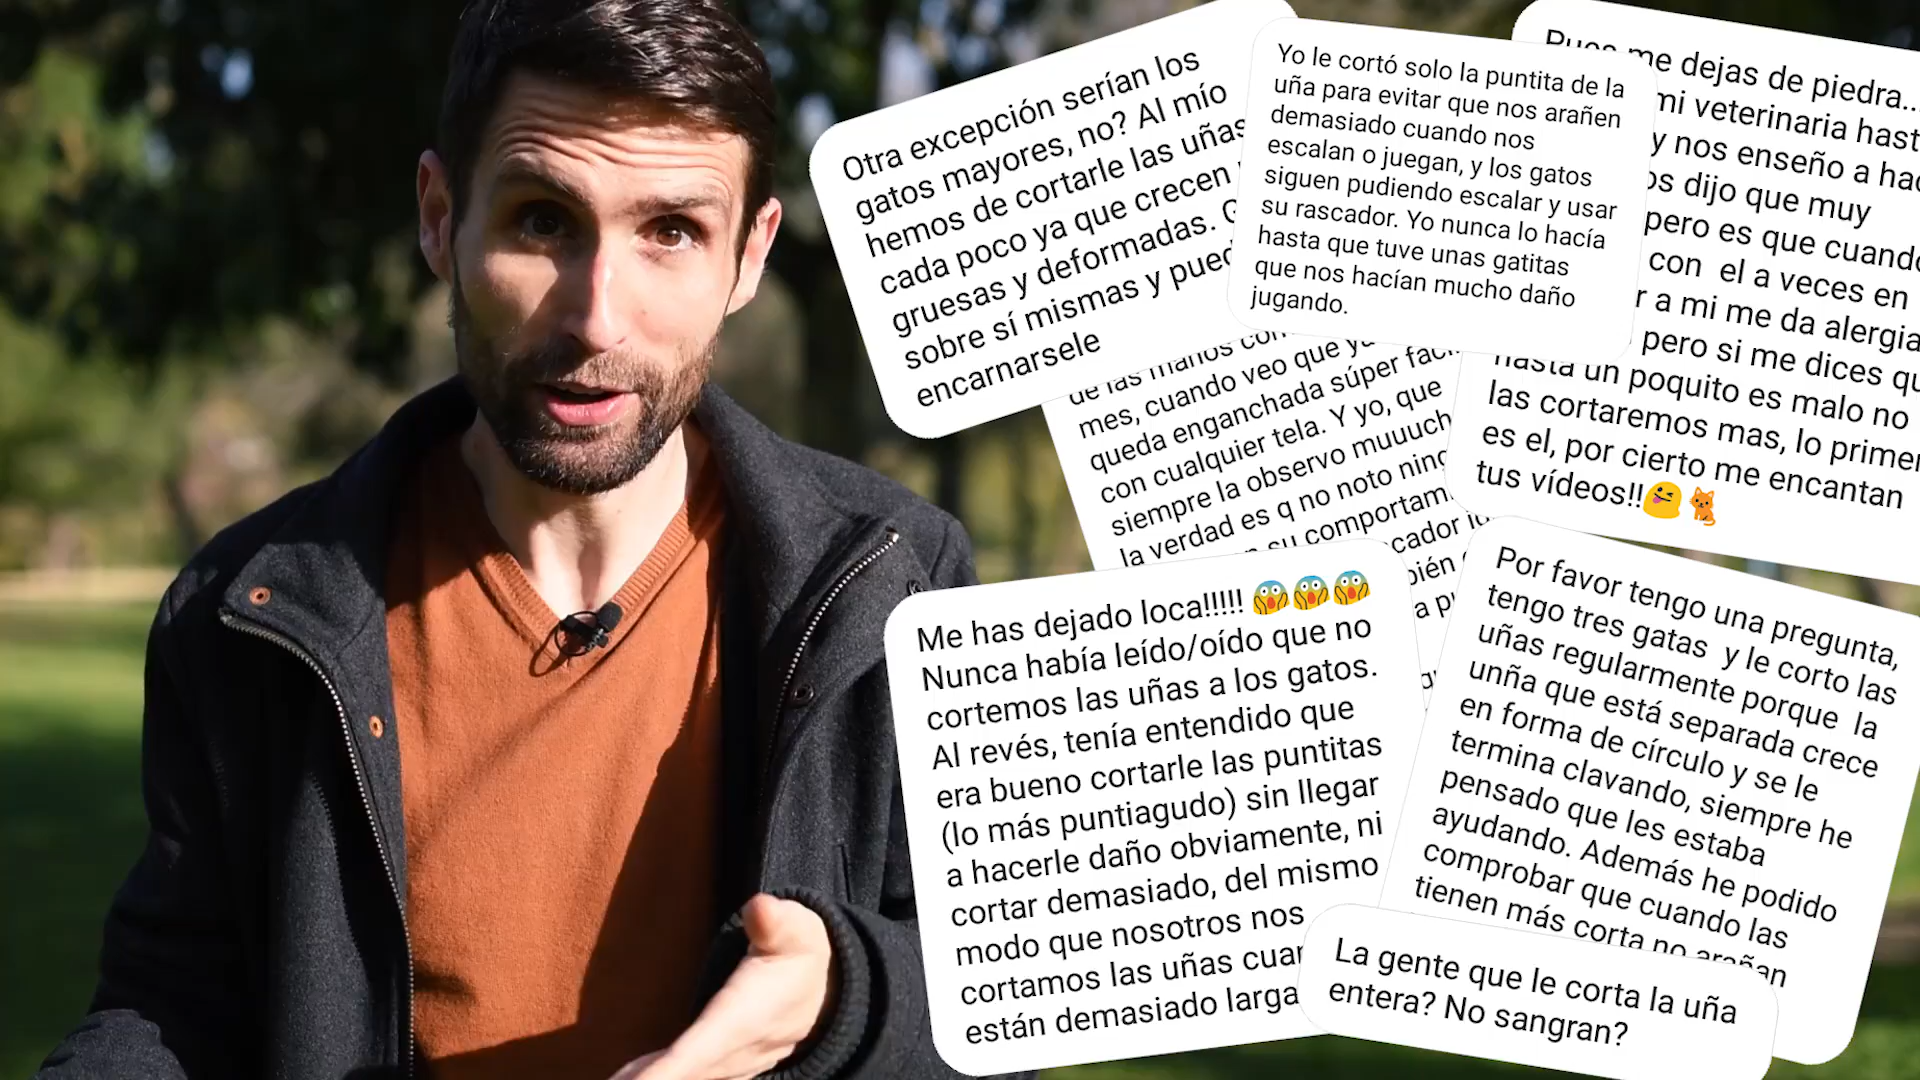 Otra excepción serían los
gatos mayores, no? Al mío
hemos de cortarle las uñas
cada poco ya que crecen
gruesas y deformadas.
sobre sí mismas y
encarnarsele
Yo le cortó solo la puntita de la
uña para evitar que nos arañen
demasiado cuando nos
escalan o juegan, y los gatos
siguen pudiendo escalar y usar
su rascador. Yo nunca lo hacía
hasta que tuve unas gatitas
que nos hacían mucho daño
jugando.
Pues me dejas de piedra...
mi veterinaria
y nos enseño a
dijo que muy
pero es que cuando
con el a veces en
a mi me da alergia
pero si me dices
hasta un poquito es malo no
las cortaremos mas, lo
es el, por cierto me encantan
tus vídeos!!😜🐈
de las manos
mes, cuando veo que
queda enganchada súper
con cualquier tela. Y yo, que
siempre la observo
la verdad es q no noto
su
Me has dejado loca!!!!! 😱😱😱
Nunca había leído/oído que no
cortemos las uñas a los gatos.
Al revés, tenía entendido que
era bueno cortarle las puntitas
(lo más puntiagudo) sin llegar
a hacerle daño obviamente, ni
cortar demasiado, del mismo
modo que nosotros nos
cortamos las uñas
están demasiado
Por favor tengo una pregunta,
tengo tres gatas y le corto las
uñas regularmente porque la
unña que está separada crece
en forma de círculo y se le
termina clavando, siempre he
pensado que les estaba
ayudando. Además he podido
comprobar que cuando las
tienen más corta no arañan
La gente que le corta la uña
entera? No sangran?